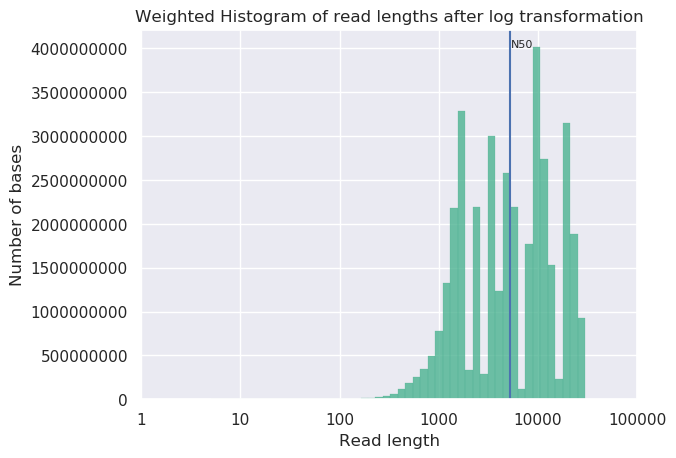 Weighted Histogram of read lengths after log transformation
N50
4000000000
3500000000
3000000000
2500000000
2000000000
1500000000
1000000000
500000000
0
Number of bases
1 10 100 1000 10000 100000
Read length